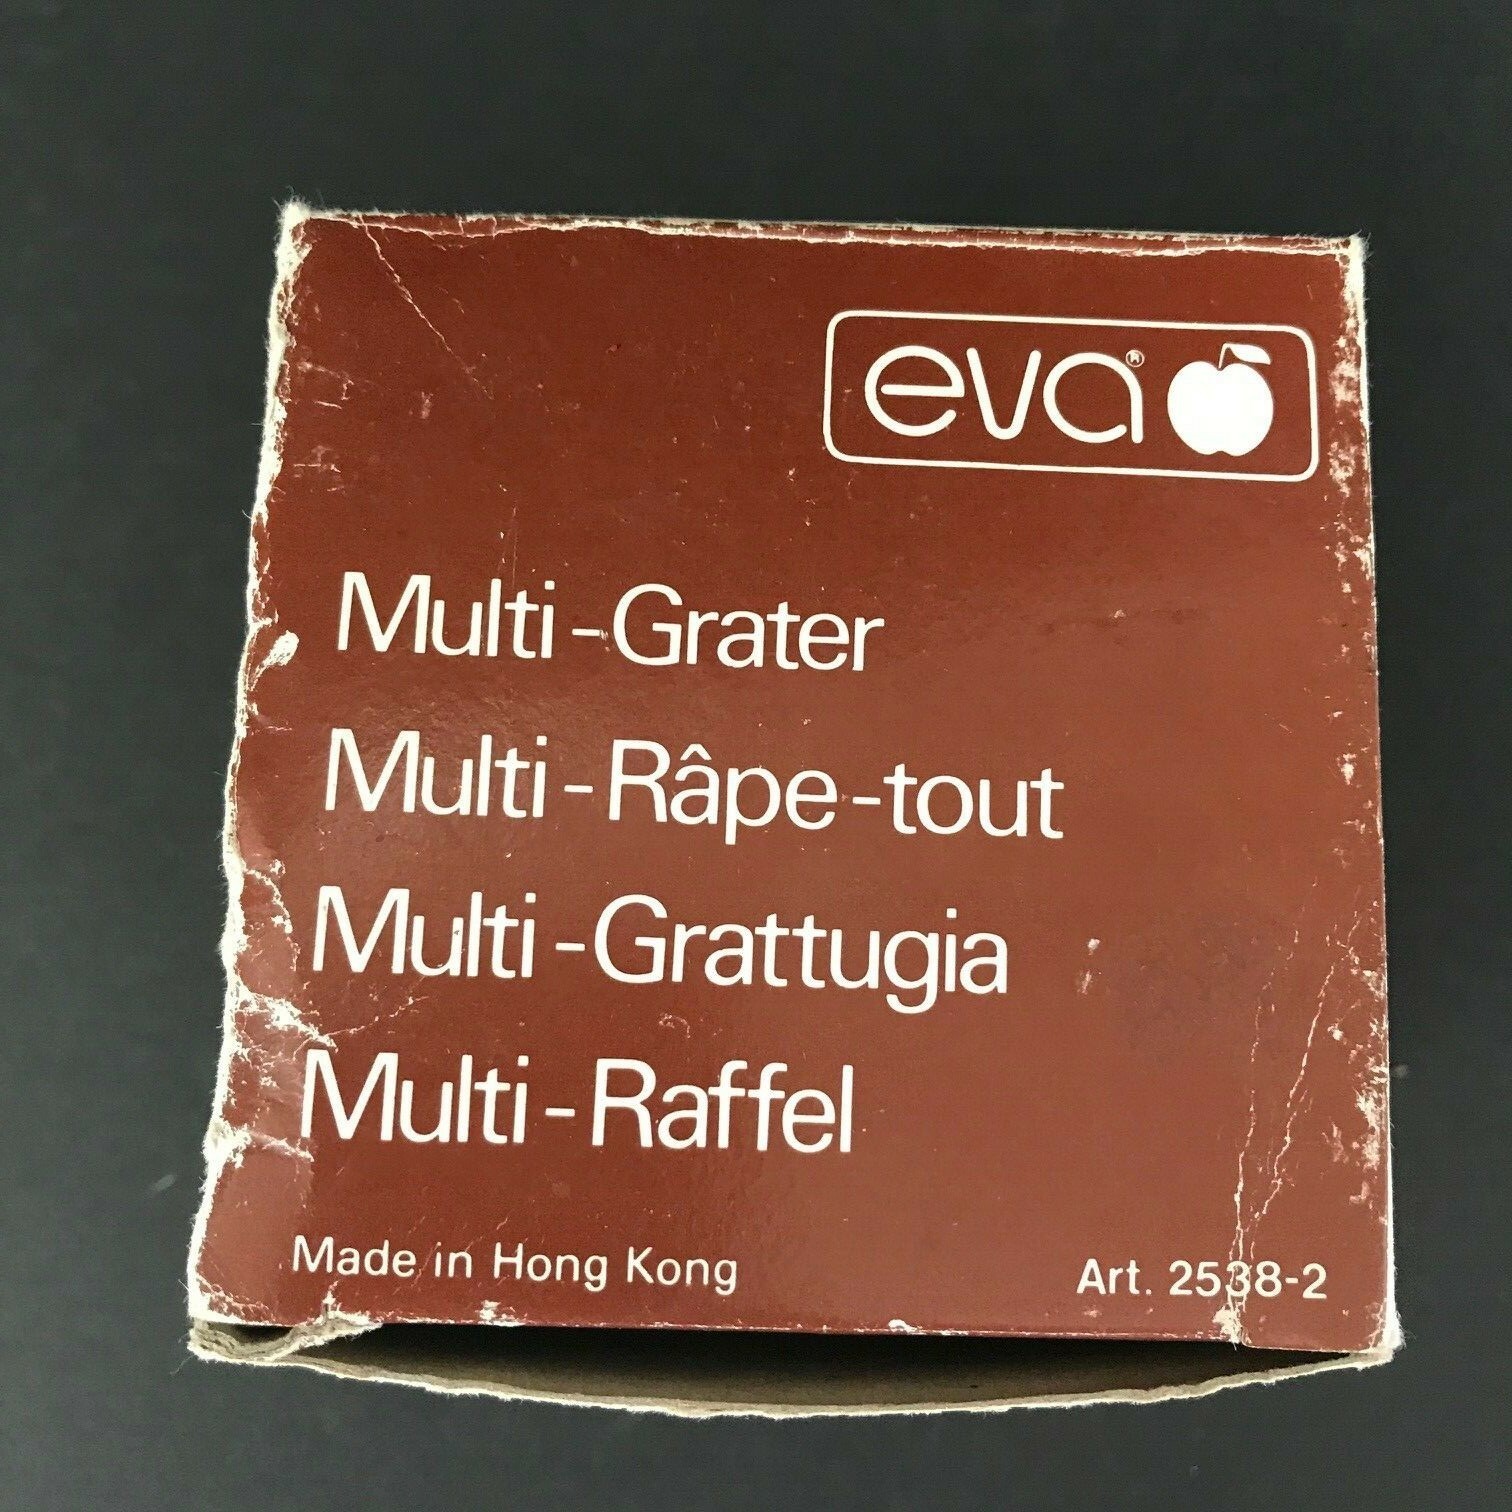 eva®
Multi-Grater
Multi-Râpe-tout
Multi-Grattugia
Multi-Raffel
Made in Hong Kong
Art. 2538-2